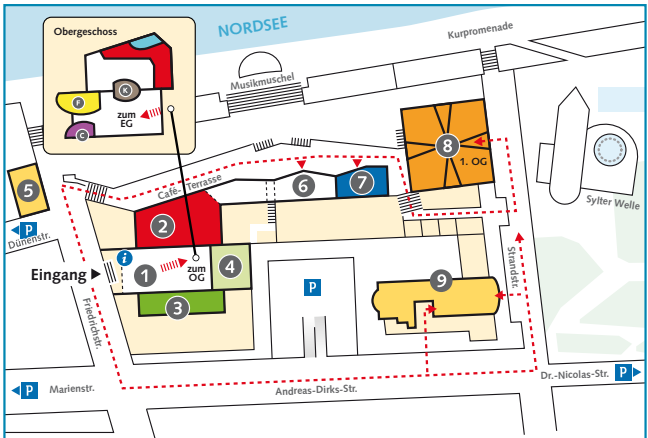 Obergeschoss
NORDSEE
Kurpromenade
Musikmuschel
F
K
C
zum
EG
8
1. OG
5
Café-Terrasse
6
7
P
Dünenstr.
2
Sylter Welle
i
Eingang
1
zum
OG
4
3
P
9
Strandstr.
Friedrichstr.
P
Marienstr.
Andreas-Dirks-Str.
Dr.-Nicolas-Str.
P